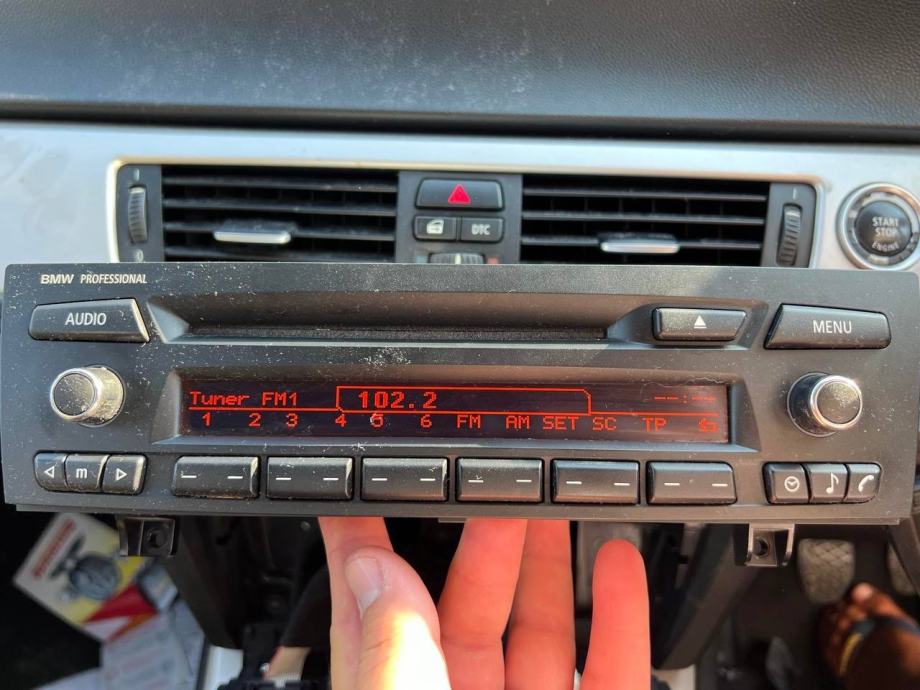 DTC
START
STOP
ENGINE
BMW PROFESSIONAL
AUDIO
MENU
Tuner FM1 102.2 --:--
1 2 3 4 5 6 FM AM SET SC TP
m